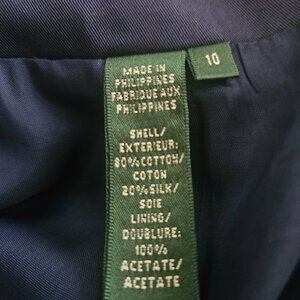 10
MADE IN
PHILIPPINES
FABRIQUE AUX
PHILIPPINES
SHELL/
EXTERIEUR:
80%COTTON/
COTON
20%SILK/
SOIE
LINING/
DOUBLURE:
100%
ACETATE/
ACETATE